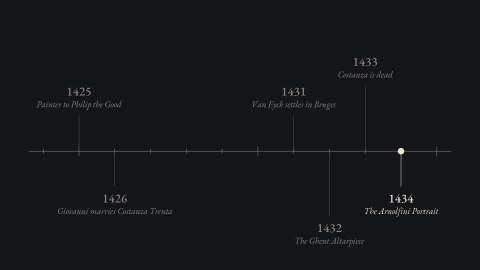 1425
Painter to Philip the Good
1426
Giovanni marries Costanza Trenta
1431
Van Eyck settles in Bruges
1432
The Ghent Altarpiece
1433
Costanza is dead
1434
The Arnolfini Portrait